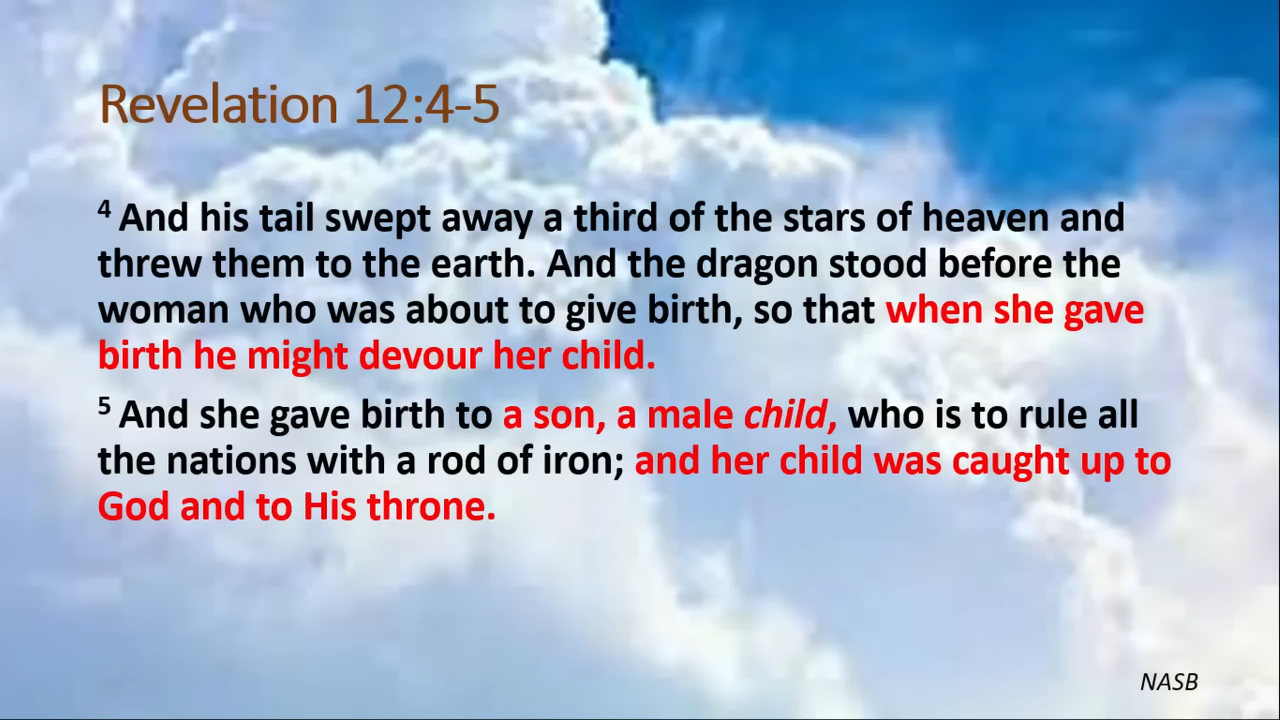 Revelation 12:4-5
4 And his tail swept away a third of the stars of heaven and
threw them to the earth. And the dragon stood before the
woman who was about to give birth, so that when she gave
birth he might devour her child.
5 And she gave birth to a son, a male child, who is to rule all
the nations with a rod of iron; and her child was caught up to
God and to His throne.
NASB